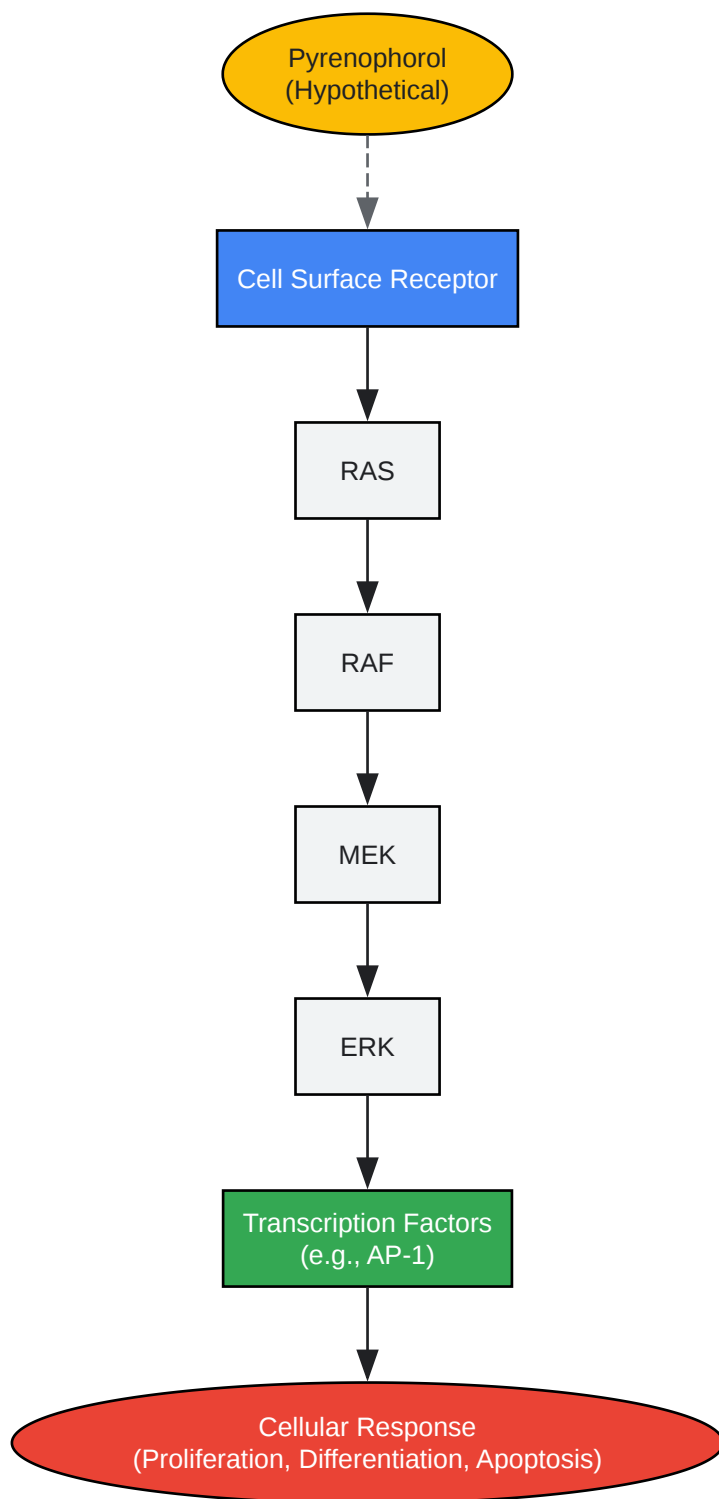 Pyrenophorol
(Hypothetical)
Cell Surface Receptor
RAS
RAF
MEK
ERK
Transcription Factors
(e.g., AP-1)
Cellular Response
(Proliferation, Differentiation, Apoptosis)